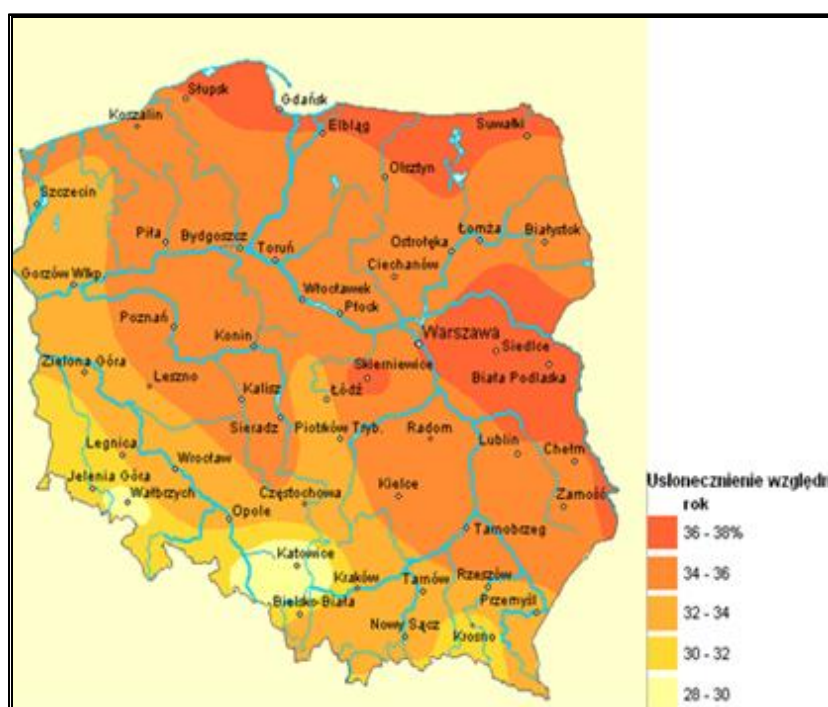 Słupsk
Gdańsk
Koszalin
Elbląg
Suwałki
Olsztyn
Szczecin
Piła
Bydgoszcz
Toruń
Ostrołęka
Łomża
Białystok
Ciechanów
Gorzów Wlkp.
Włocławek
Płock
Poznań
Konin
Warszawa
Siedlce
Zielona Góra
Skierniewice
Biała Podlaska
Leszno
Kalisz
Łódź
Sieradz
Piotrków Tryb.
Radom
Lublin
Chełm
Legnica
Wrocław
Jelenia Góra
Wałbrzych
Częstochowa
Kielce
Zamość
Opole
Tarnobrzeg
Katowice
Kraków
Tarnów
Rzeszów
Przemyśl
Bielsko-Biała
Nowy Sącz
Krosno
Usłonecznienie względn
rok
36 - 38%
34 - 36
32 - 34
30 - 32
28 - 30